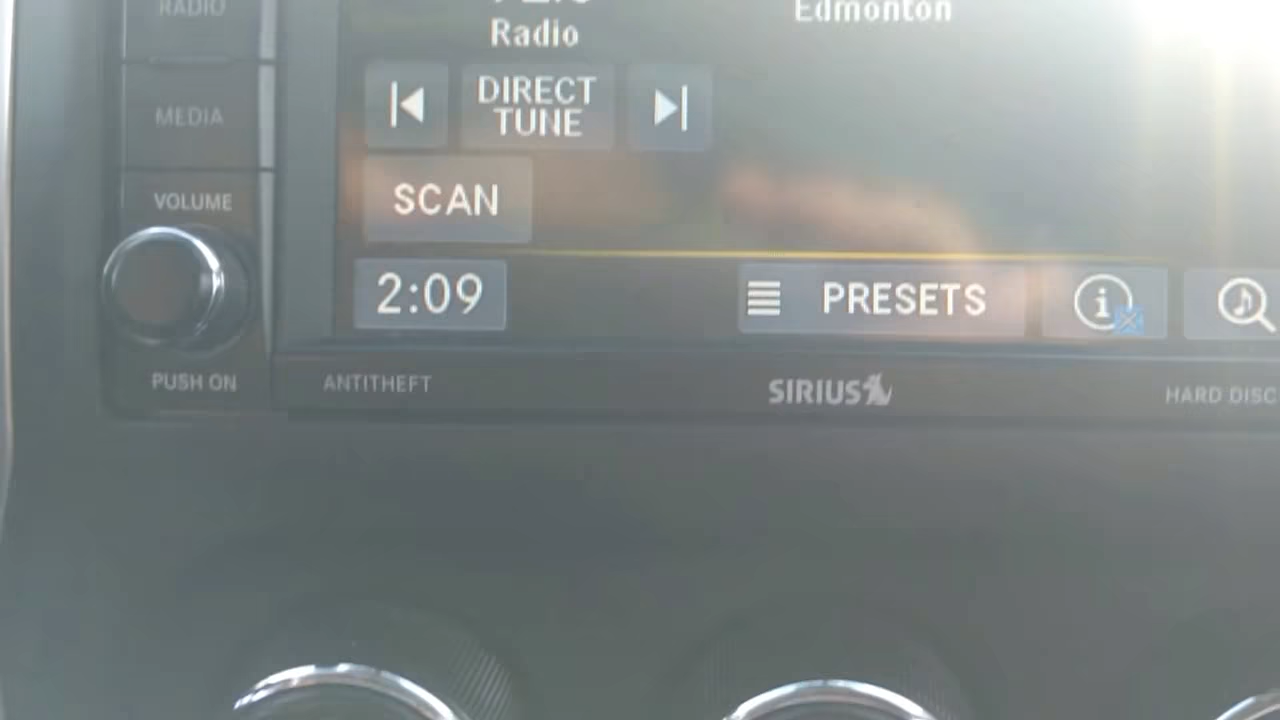 RADIO
Edmonton
Radio
DIRECT
TUNE
MEDIA
VOLUME
SCAN
2:09
PRESETS
i
PUSH ON
ANTITHEFT
SIRIUS
HARD DISC